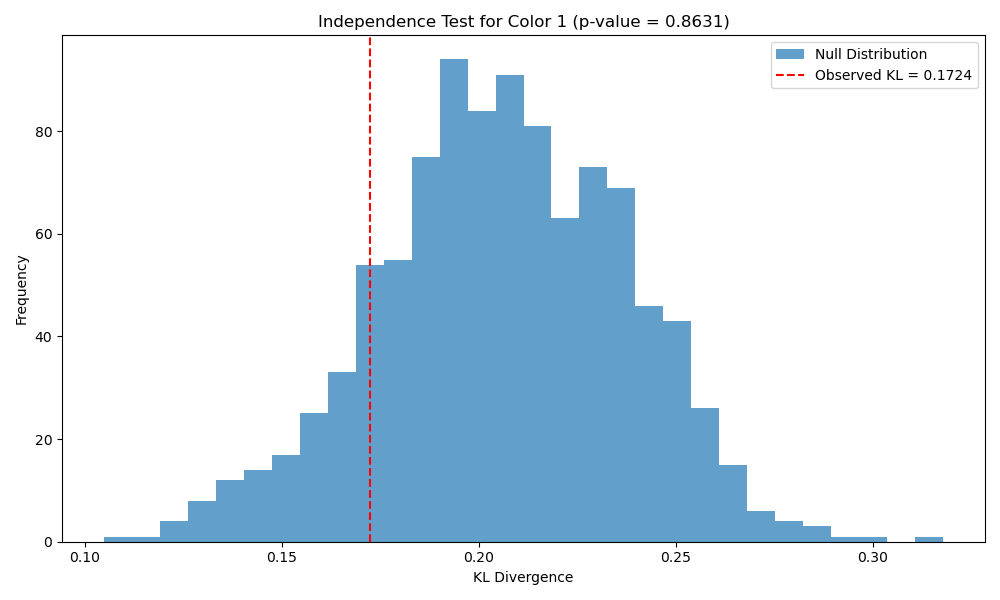 Independence Test for Color 1 (p-value = 0.8631)
Null Distribution
Observed KL = 0.1724
Frequency
80
60
40
20
0
0.10 0.15 0.20 0.25 0.30
KL Divergence